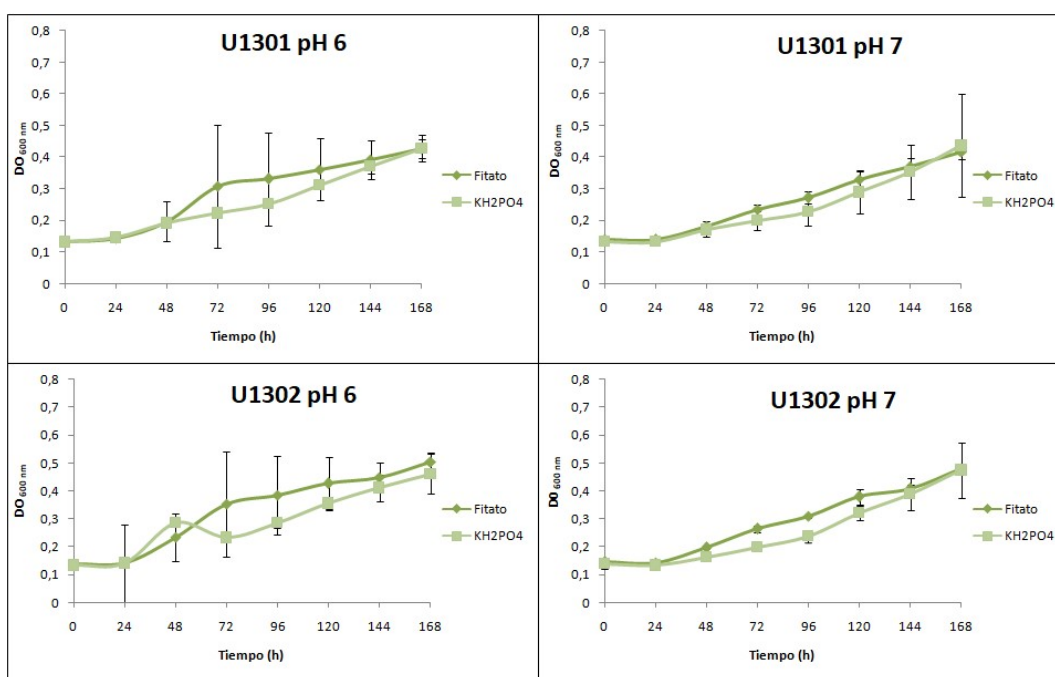 U1301 pH 6
0,8
0,7
0,6
0,5
0,4
0,3
0,2
0,1
0
DO 600 nm
0 24 48 72 96 120 144 168
Tiempo (h)
Fitato
KH2PO4
U1301 pH 7
0,8
0,7
0,6
0,5
0,4
0,3
0,2
0,1
0
DO 600 nm
0 24 48 72 96 120 144 168
Tiempo (h)
Fitato
KH2PO4
U1302 pH 6
0,8
0,7
0,6
0,5
0,4
0,3
0,2
0,1
0
DO 600 nm
0 24 48 72 96 120 144 168
Tiempo (h)
Fitato
KH2PO4
U1302 pH 7
0,8
0,7
0,6
0,5
0,4
0,3
0,2
0,1
0
D0 600 nm
0 24 48 72 96 120 144 168
Tiempo (h)
Fitato
KH2PO4